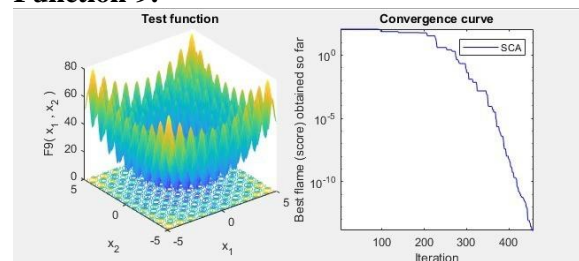 Function 9:
Test function
F9( x₁ , x₂ )
80
60
40
20
0
5
0
-5
x₂
-5
0
5
x₁
Convergence curve
Best flame (score) obtained so far
10⁰
10⁻⁵
10⁻¹⁰
SCA
100 200 300 400
Iteration